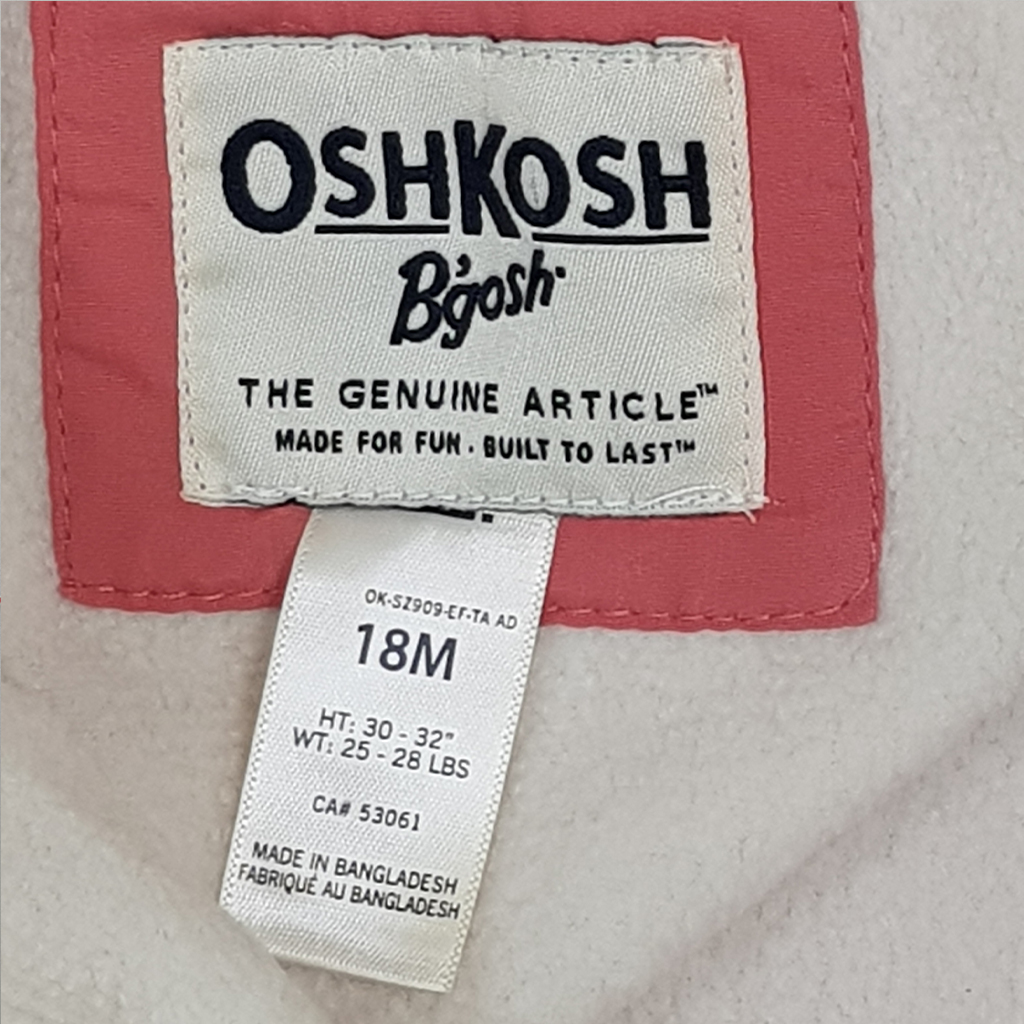 OSHKOSH
B'gosh
THE GENUINE ARTICLE™
MADE FOR FUN • BUILT TO LAST™
OK-SZ909-EF-TA AD
18M
HT: 30 - 32"
WT: 25 - 28 LBS
CA# 53061
MADE IN BANGLADESH
FABRIQUÉ AU BANGLADESH